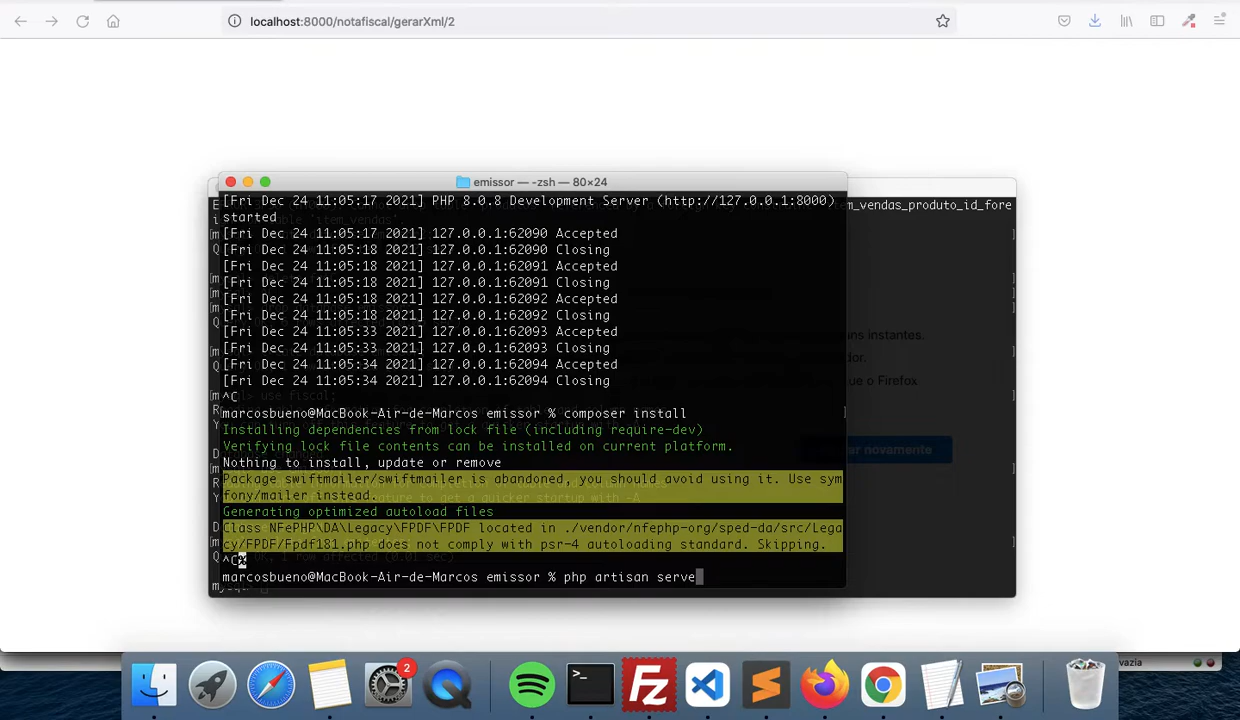 localhost:8000/notafiscal/gerarXml/2
emissor — -zsh — 80×24
[Fri Dec 24 11:05:17 2021] PHP 8.0.8 Development Server (http://127.0.0.1:8000)
started
[Fri Dec 24 11:05:17 2021] 127.0.0.1:62090 Accepted
[Fri Dec 24 11:05:18 2021] 127.0.0.1:62090 Closing
[Fri Dec 24 11:05:18 2021] 127.0.0.1:62091 Accepted
[Fri Dec 24 11:05:18 2021] 127.0.0.1:62091 Closing
[Fri Dec 24 11:05:18 2021] 127.0.0.1:62092 Accepted
[Fri Dec 24 11:05:18 2021] 127.0.0.1:62092 Closing
[Fri Dec 24 11:05:33 2021] 127.0.0.1:62093 Accepted
[Fri Dec 24 11:05:33 2021] 127.0.0.1:62093 Closing
[Fri Dec 24 11:05:34 2021] 127.0.0.1:62094 Accepted
[Fri Dec 24 11:05:34 2021] 127.0.0.1:62094 Closing
^C
marcosbueno@MacBook-Air-de-Marcos emissor % composer install
Installing dependencies from lock file (including require-dev)
Verifying lock file contents can be installed on current platform.
Nothing to install, update or remove
Package swiftmailer/swiftmailer is abandoned, you should avoid using it. Use sym
fony/mailer instead.
Generating optimized autoload files
Class NFePHP\DA\Legacy\FPDF\FPDF located in ./vendor/nfephp-org/sped-da/src/Lega
cy/FPDF/Fpdf181.php does not comply with psr-4 autoloading standard. Skipping.
^C
marcosbueno@MacBook-Air-de-Marcos emissor % php artisan serve
em_vendas_produto_id_fore
ns instantes.
ior.
que o Firefox
ar novamente
mysql>
2
vazia